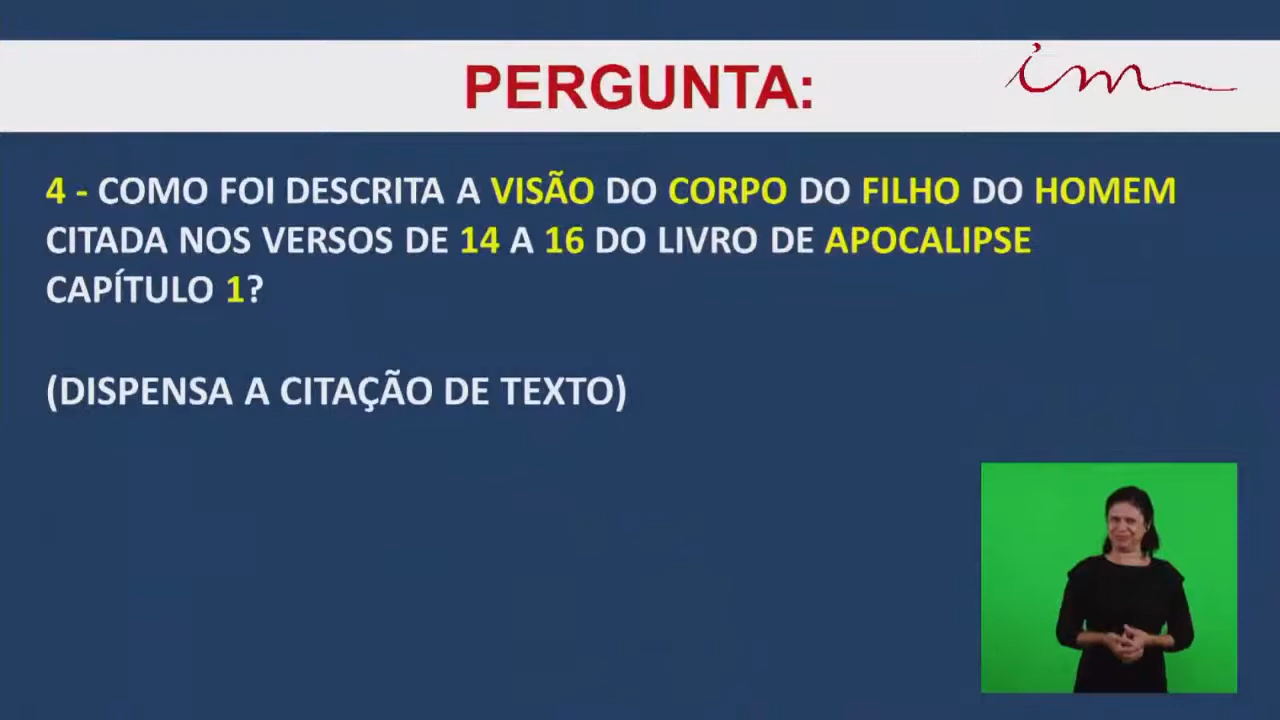 PERGUNTA:
im
4 - COMO FOI DESCRITA A VISÃO DO CORPO DO FILHO DO HOMEM
CITADA NOS VERSOS DE 14 A 16 DO LIVRO DE APOCALIPSE
CAPÍTULO 1?
(DISPENSA A CITAÇÃO DE TEXTO)